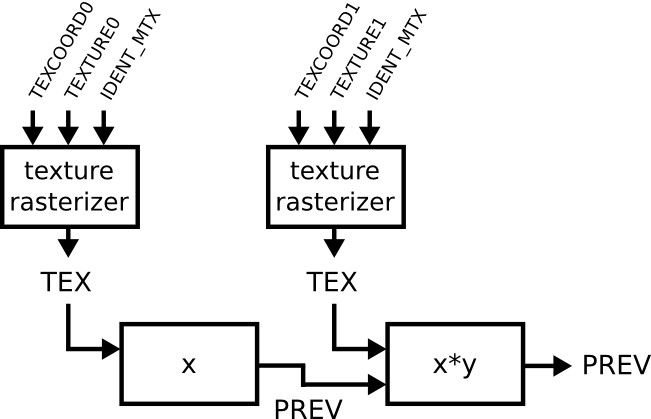 TEXCOORD0
TEXTURE0
IDENT_MTX
TEXCOORD1
TEXTURE1
IDENT_MTX
texture
rasterizer
texture
rasterizer
TEX
TEX
x
x*y
PREV
PREV